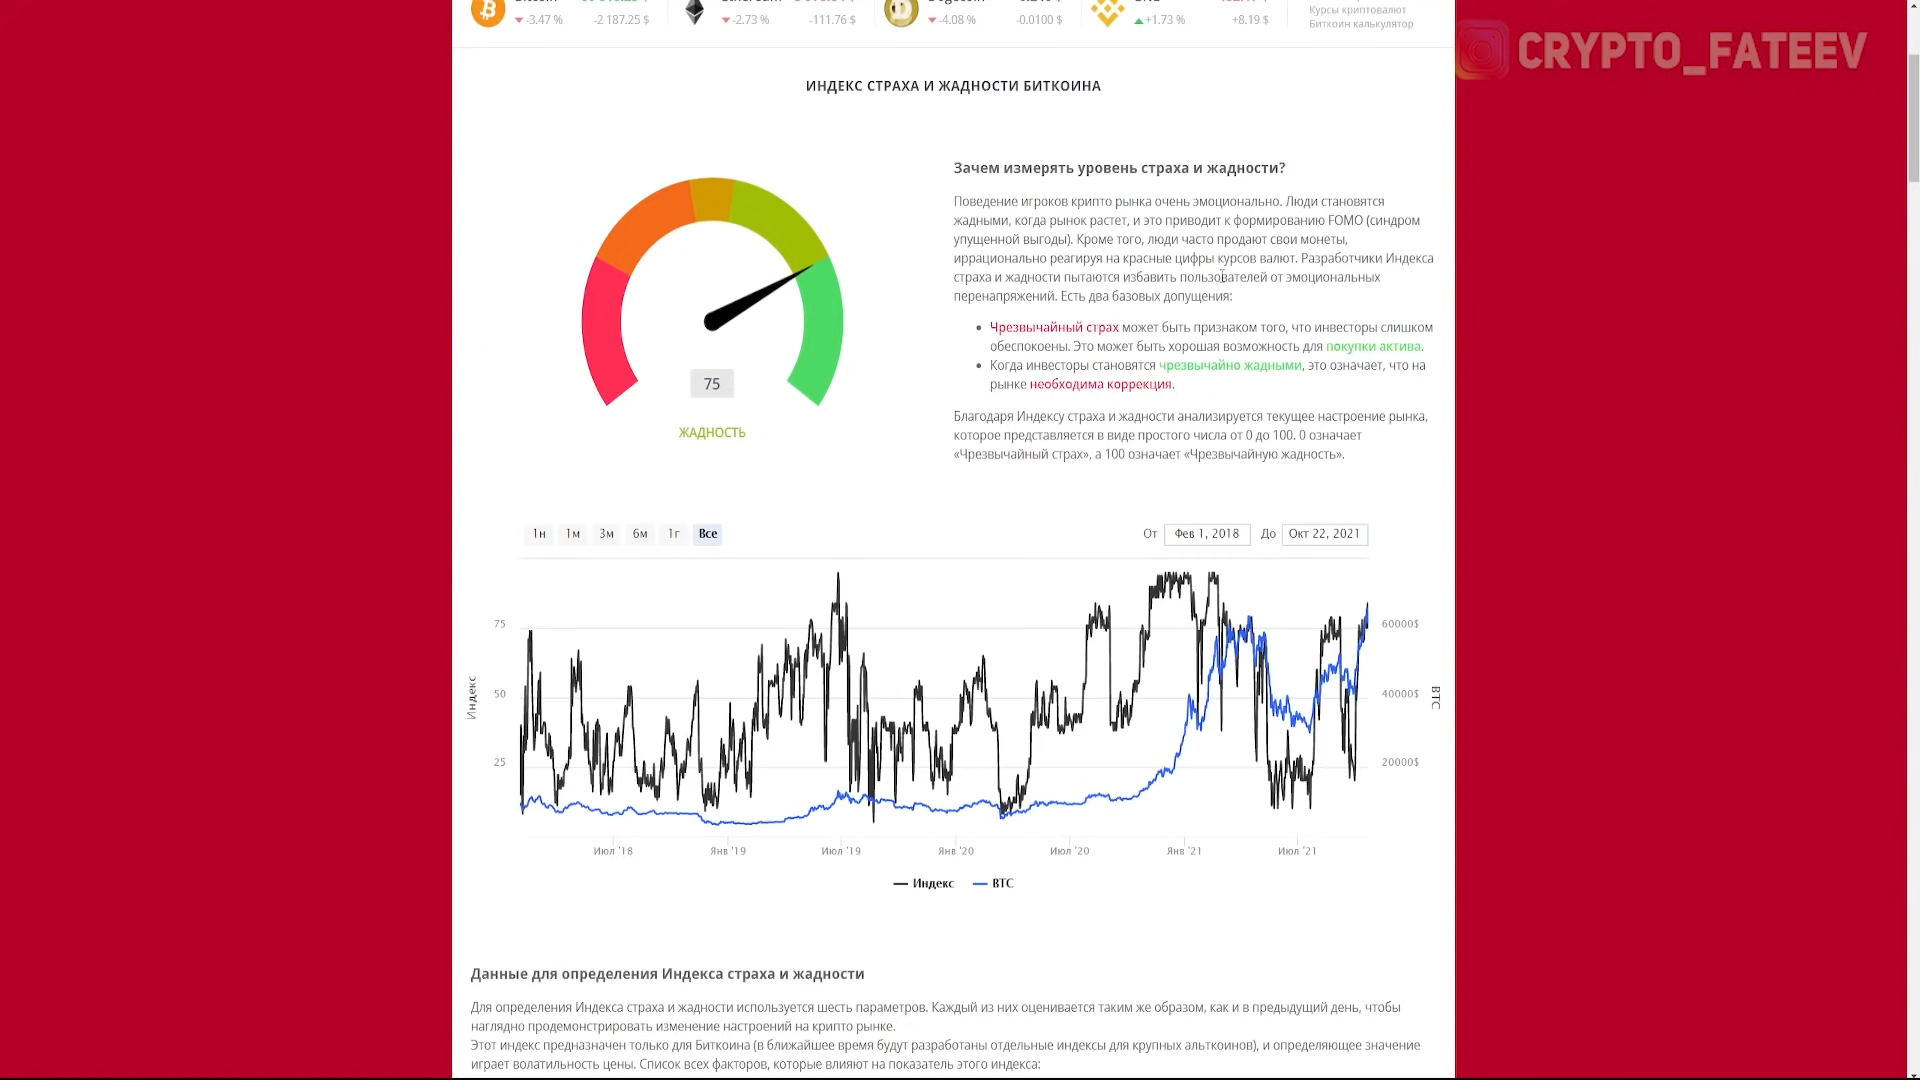 -3.47 % -2 187.25 $ -2.73 % -111.76 $ -4.08 % -0.0100 $ +1.73 % +8.19 $
Курсы криптовалют
Биткоин калькулятор
CRYPTO_FATEEV
ИНДЕКС СТРАХА И ЖАДНОСТИ БИТКОИНА
75
ЖАДНОСТЬ
Зачем измерять уровень страха и жадности?
Поведение игроков крипто рынка очень эмоционально. Люди становятся
жадными, когда рынок растет, и это приводит к формированию FOMO (синдром
упущенной выгоды). Кроме того, люди часто продают свои монеты,
иррационально реагируя на красные цифры курсов валют. Разработчики Индекса
страха и жадности пытаются избавить пользователей от эмоциональных
перенапряжений. Есть два базовых допущения:
Чрезвычайный страх может быть признаком того, что инвесторы слишком
обеспокоены. Это может быть хорошая возможность для покупки актива.
Когда инвесторы становятся чрезвычайно жадными, это означает, что на
рынке необходима коррекция.
Благодаря Индексу страха и жадности анализируется текущее настроение рынка,
которое представляется в виде простого числа от 0 до 100. 0 означает
«Чрезвычайный страх», а 100 означает «Чрезвычайную жадность».
1н 1м 3м 6м 1г Все От Фев 1, 2018 До Окт 22, 2021
75 60000$
50 40000$
25 20000$
Индекс
BTC
Июл '18 Янв '19 Июл '19 Янв '20 Июл '20 Янв '21 Июл '21
Индекс BTC
Данные для определения Индекса страха и жадности
Для определения Индекса страха и жадности используется шесть параметров. Каждый из них оценивается таким же образом, как и в предыдущий день, чтобы
наглядно продемонстрировать изменение настроений на крипто рынке.
Этот индекс предназначен только для Биткоина (в ближайшее время будут разработаны отдельные индексы для крупных альткоинов), и определяющее значение
играет волатильность цены. Список всех факторов, которые влияют на показатель этого индекса: